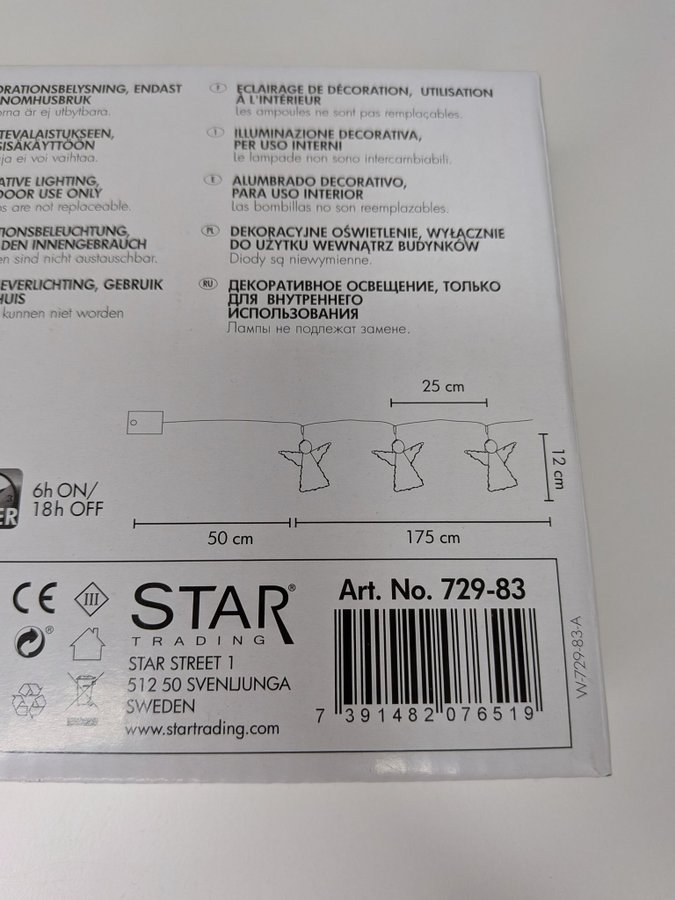 ORATIONSBELYSNING, ENDAST
NOMHUSBRUK
orna är ej utbytbara.
TEVALAISTUKSEEN,
SISÄKÄYTTÖÖN
ja ei voi vaihtaa.
ATIVE LIGHTING,
DOOR USE ONLY
os are not replaceable.
TIONSBELEUCHTUNG,
DEN INNENGEBRAUCH
en sind nicht austauschbar.
EVERLICHTING, GEBRUIK
HUIS
kunnen niet worden
F ECLAIRAGE DE DÉCORATION, UTILISATION
À L'INTÉRIEUR
Les ampoules ne sont pas remplaçables.
I ILLUMINAZIONE DECORATIVA,
PER USO INTERNI
Le lampade non sono intercambiabili.
E ALUMBRADO DECORATIVO,
PARA USO INTERIOR
Las bombillas no son reemplazables.
PL DEKORACYJNE OŚWIETLENIE, WYŁĄCZNIE
DO UŻYTKU WEWNĄTRZ BUDYNKÓW
Diody są niewymienne.
RU ДЕКОРАТИВНОЕ ОСВЕЩЕНИЕ, ТОЛЬКО
ДЛЯ ВНУТРЕННЕГО
ИСПОЛЬЗОВАНИЯ
Лампы не подлежат замене.
25 cm
12 cm
ER
6h ON/
18h OFF
50 cm
175 cm
CE
III
STAR®
TRADING
STAR STREET 1
512 50 SVENLJUNGA
SWEDEN
www.startrading.com
Art. No. 729-83
7 391482 076519
W-729-83-A